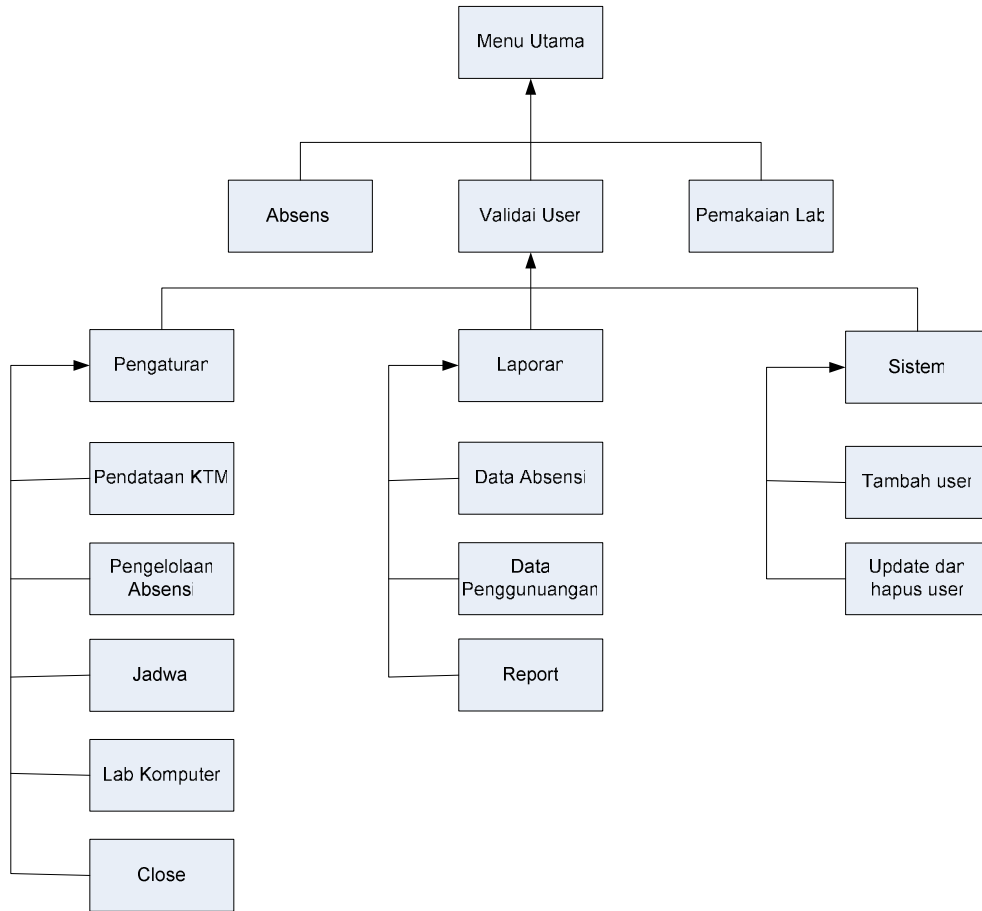 Menu Utama
Absens
Validai User
Pemakaian Lab
Pengaturan
Laporan
Sistem
Pendataan KTM
Data Absensi
Tambah user
Pengelolaan
Absensi
Data
Penggunuangan
Update dan
hapus user
Jadwa
Report
Lab Komputer
Close